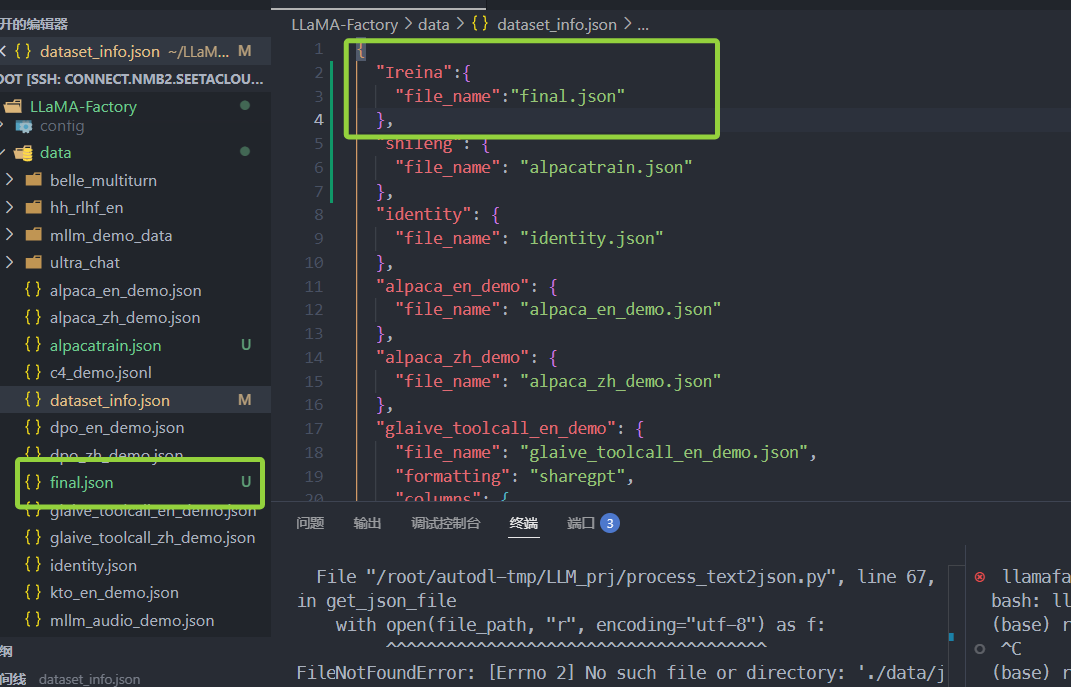 开的编辑器
dataset_info.json ~/LLaM... M
OOT [SSH: CONNECT.NMB2.SEETACLOU...
LLaMA-Factory
config
data
belle_multiturn
hh_rlhf_en
mllm_demo_data
ultra_chat
alpaca_en_demo.json
alpaca_zh_demo.json
alpacatrain.json U
c4_demo.jsonl
dataset_info.json M
dpo_en_demo.json
dpo_zh_demo.json
final.json U
glaive_toolcall_en_demo.json
glaive_toolcall_zh_demo.json
identity.json
kto_en_demo.json
mllm_audio_demo.json
纲
间线 dataset_info.json
LLaMA-Factory > data > {} dataset_info.json > ...
1 {
2 "Ireina":{
3 "file_name":"final.json"
4 },
5 "shileng": {
6 "file_name": "alpacatrain.json"
7 },
8 "identity": {
9 "file_name": "identity.json"
10 },
11 "alpaca_en_demo": {
12 "file_name": "alpaca_en_demo.json"
13 },
14 "alpaca_zh_demo": {
15 "file_name": "alpaca_zh_demo.json"
16 },
17 "glaive_toolcall_en_demo": {
18 "file_name": "glaive_toolcall_en_demo.json",
19 "formatting": "sharegpt",
20 "columns": {
问题 输出 调试控制台 终端 端口 3
File "/root/autodl-tmp/LLM_prj/process_text2json.py", line 67,
in get_json_file
with open(file_path, "r", encoding="utf-8") as f:
^^^^^^^^^^^^^^^^^^^^^^^^^^^^^^^^^^^^^^
FileNotFoundError: [Errno 2] No such file or directory: './data/j
llamafa
bash: ll
(base) r
^C
(base) r